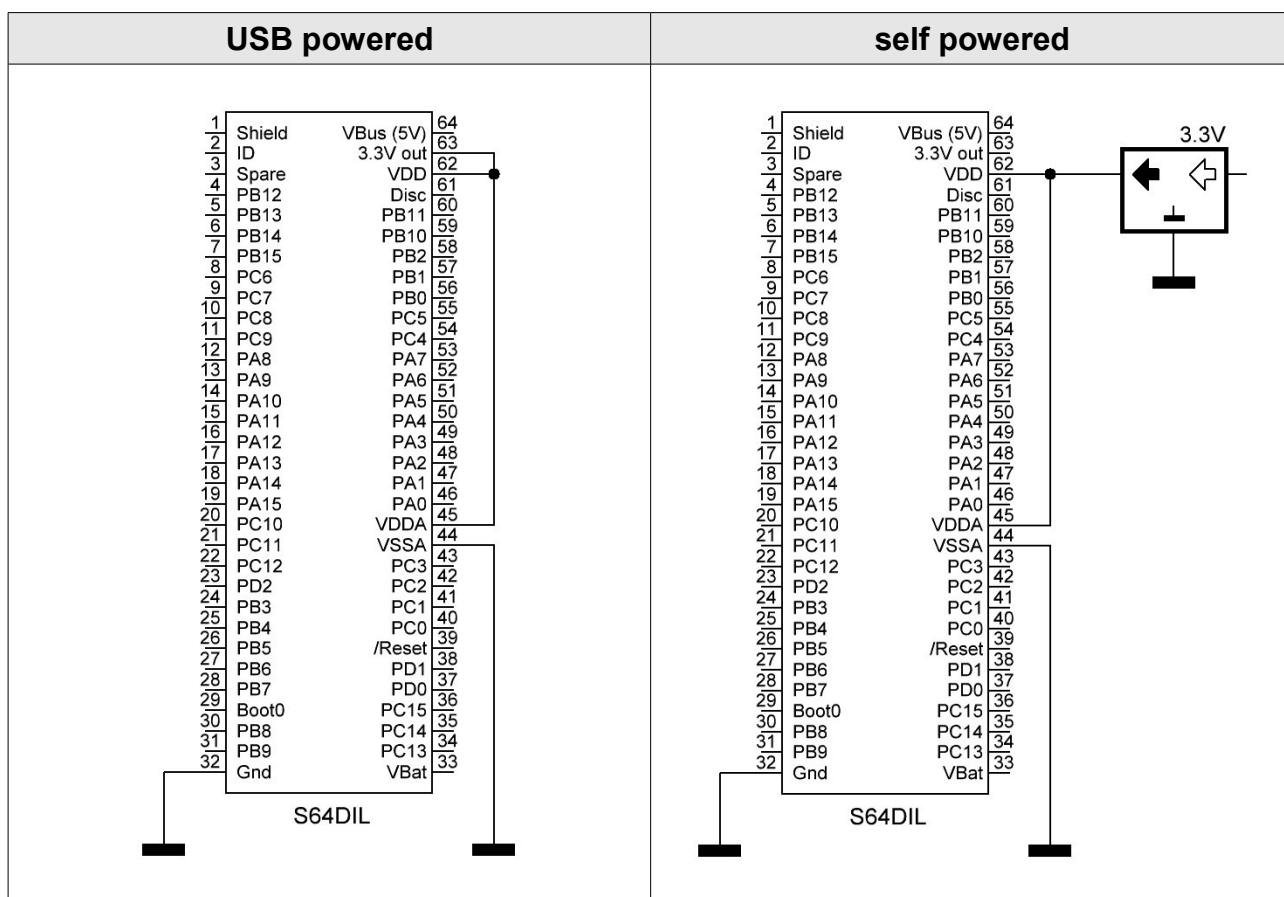 USB powered
self powered
1 Shield VBus (5V) 64
2 ID 3.3V out 63
3 Spare VDD 62
4 PB12 Disc 61
5 PB13 PB11 60
6 PB14 PB10 59
7 PB15 PB2 58
8 PC6 PB1 57
9 PC7 PB0 56
10 PC8 PC5 55
11 PC9 PC4 54
12 PA8 PA7 53
13 PA9 PA6 52
14 PA10 PA5 51
15 PA11 PA4 50
16 PA12 PA3 49
17 PA13 PA2 48
18 PA14 PA1 47
19 PA15 PA0 46
20 PC10 VDDA 45
21 PC11 VSSA 44
22 PC12 PC3 43
23 PD2 PC2 42
24 PB3 PC1 41
25 PB4 PC0 40
26 PB5 /Reset 39
27 PB6 PD1 38
28 PB7 PD0 37
29 Boot0 PC15 36
30 PB8 PC14 35
31 PB9 PC13 34
32 Gnd VBat 33
S64DIL
1 Shield VBus (5V) 64
2 ID 3.3V out 63
3 Spare VDD 62
4 PB12 Disc 61
5 PB13 PB11 60
6 PB14 PB10 59
7 PB15 PB2 58
8 PC6 PB1 57
9 PC7 PB0 56
10 PC8 PC5 55
11 PC9 PC4 54
12 PA8 PA7 53
13 PA9 PA6 52
14 PA10 PA5 51
15 PA11 PA4 50
16 PA12 PA3 49
17 PA13 PA2 48
18 PA14 PA1 47
19 PA15 PA0 46
20 PC10 VDDA 45
21 PC11 VSSA 44
22 PC12 PC3 43
23 PD2 PC2 42
24 PB3 PC1 41
25 PB4 PC0 40
26 PB5 /Reset 39
27 PB6 PD1 38
28 PB7 PD0 37
29 Boot0 PC15 36
30 PB8 PC14 35
31 PB9 PC13 34
32 Gnd VBat 33
S64DIL
3.3V